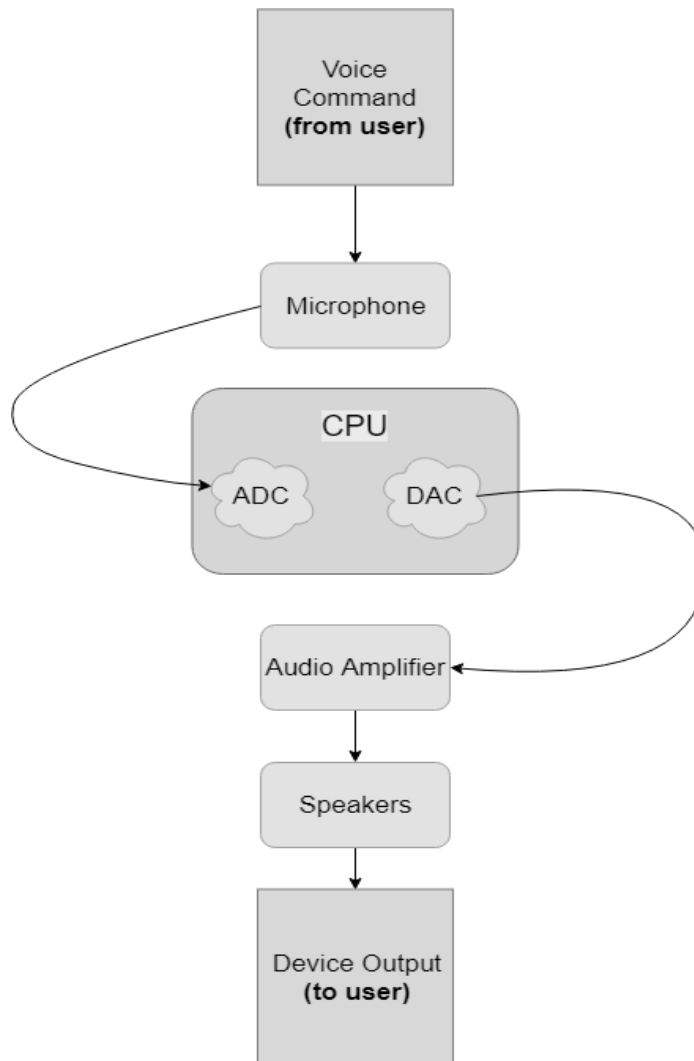 Voice
Command
(from user)
Microphone
CPU
ADC
DAC
Audio Amplifier
Speakers
Device Output
(to user)